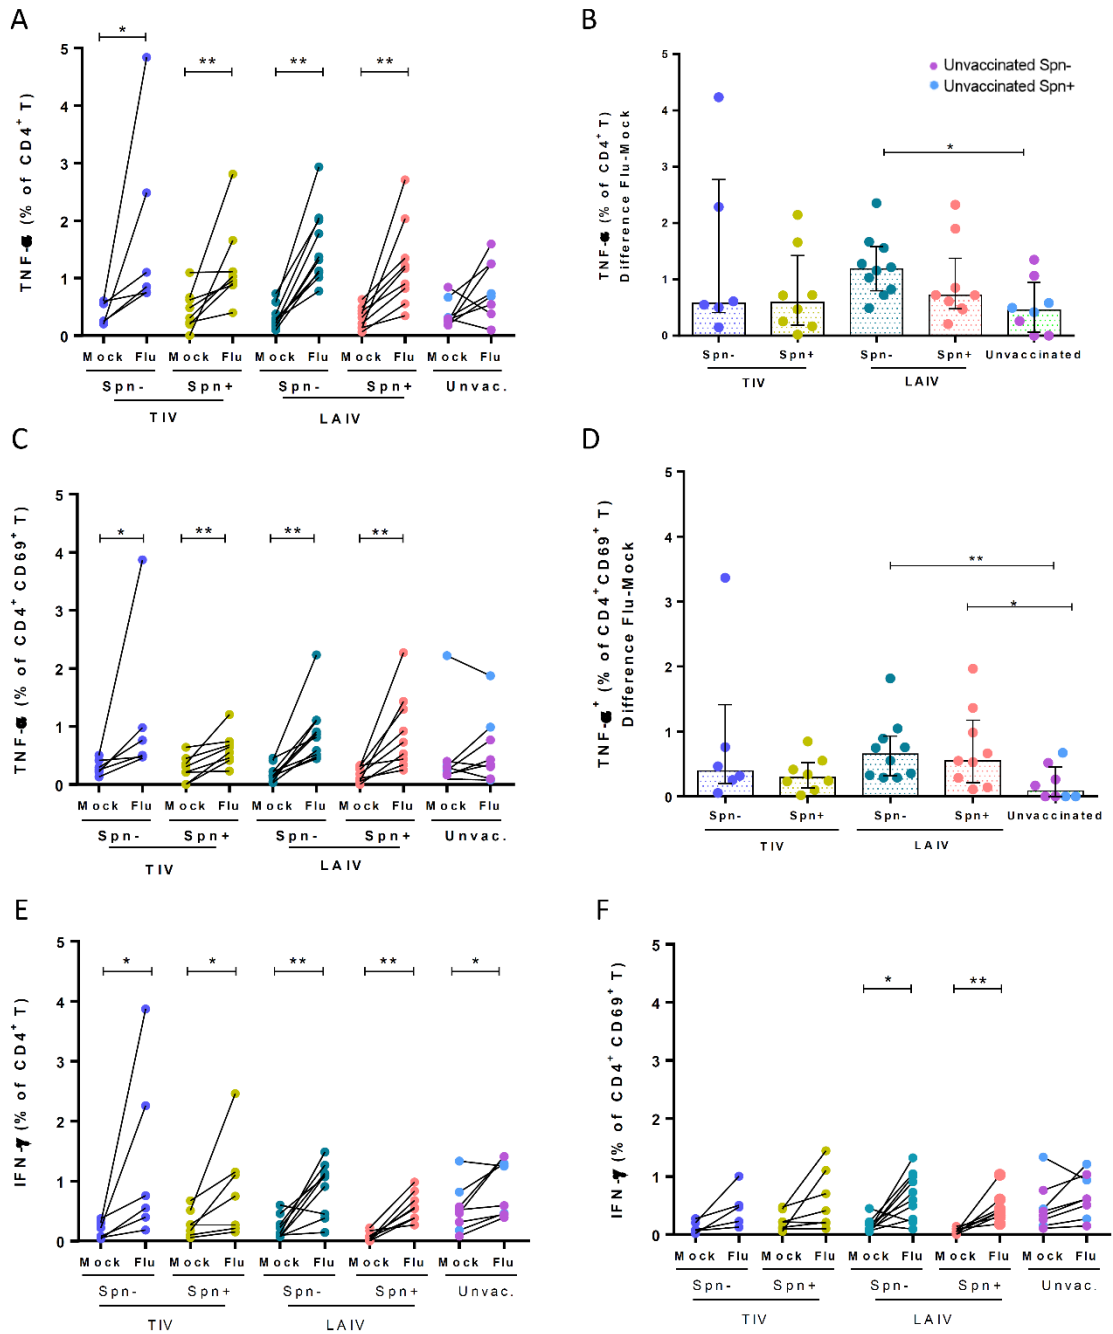 A
TNF-α (% of CD4+ T)
5
4
3
2
1
0
*
**
**
**
Mock Flu Mock Flu Mock Flu Mock Flu Mock Flu
Spn- Spn+ Spn- Spn+ Unvac.
TIV LAIV
B
TNF-α (% of CD4+ T)
Difference Flu-Mock
5
4
3
2
1
0
Unvaccinated Spn-
Unvaccinated Spn+
*
Spn- Spn+ Spn- Spn+ Unvaccinated
TIV LAIV
C
TNF-α (% of CD4+ CD69+ T)
5
4
3
2
1
0
*
**
**
**
Mock Flu Mock Flu Mock Flu Mock Flu Mock Flu
Spn- Spn+ Spn- Spn+ Unvac.
TIV LAIV
D
TNF-α+ (% of CD4+CD69+ T)
Difference Flu-Mock
5
4
3
2
1
0
**
*
Spn- Spn+ Spn- Spn+ Unvaccinated
TIV LAIV
E
IFN-γ (% of CD4+ T)
5
4
3
2
1
0
*
*
**
**
*
Mock Flu Mock Flu Mock Flu Mock Flu Mock Flu
Spn- Spn+ Spn- Spn+ Unvac.
TIV LAIV
F
IFN-γ (% of CD4+ CD69+ T)
5
4
3
2
1
0
*
**
Mock Flu Mock Flu Mock Flu Mock Flu Mock Flu
Spn- Spn+ Spn- Spn+ Unvac.
TIV LAIV